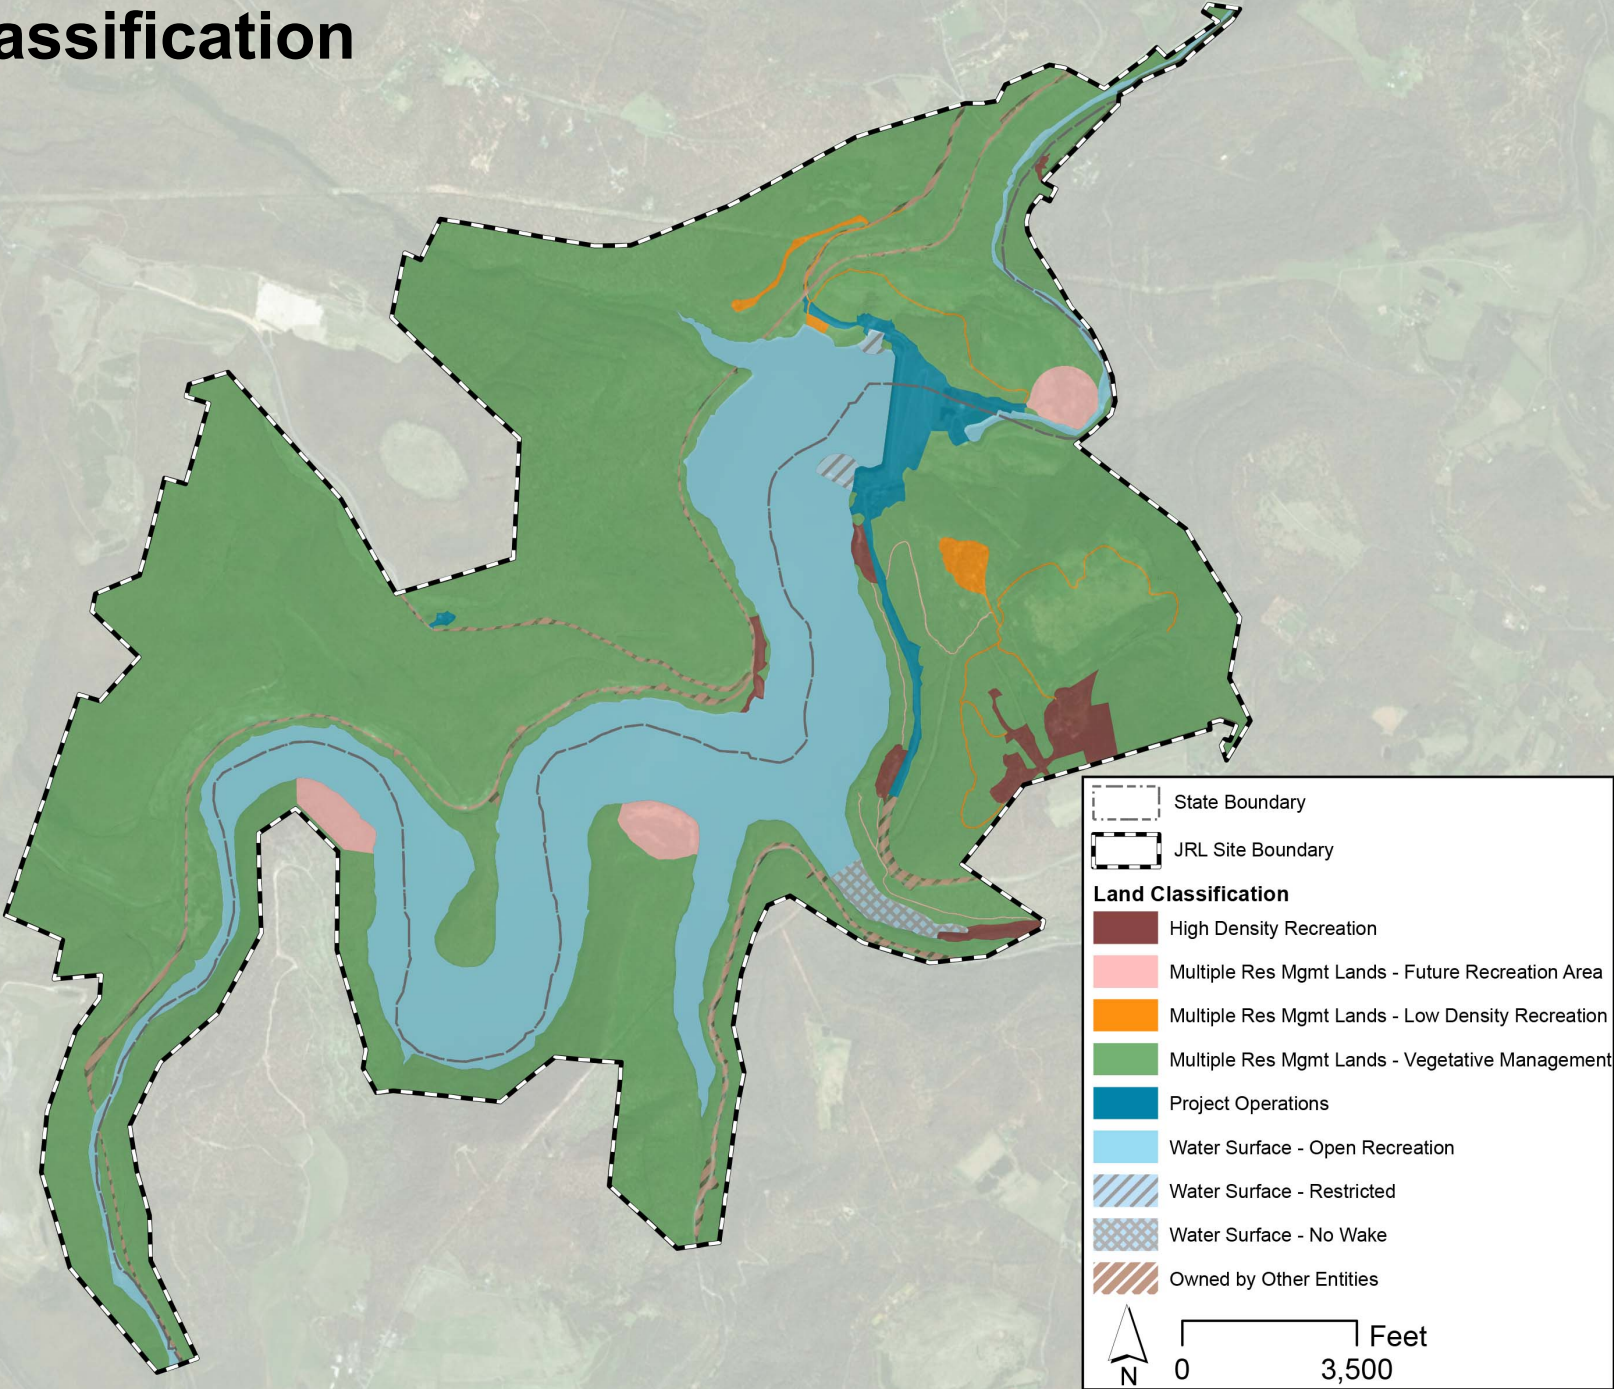 assification
State Boundary
JRL Site Boundary
Land Classification
High Density Recreation
Multiple Res Mgmt Lands - Future Recreation Area
Multiple Res Mgmt Lands - Low Density Recreation
Multiple Res Mgmt Lands - Vegetative Management
Project Operations
Water Surface - Open Recreation
Water Surface - Restricted
Water Surface - No Wake
Owned by Other Entities
Feet
N 0 3,500